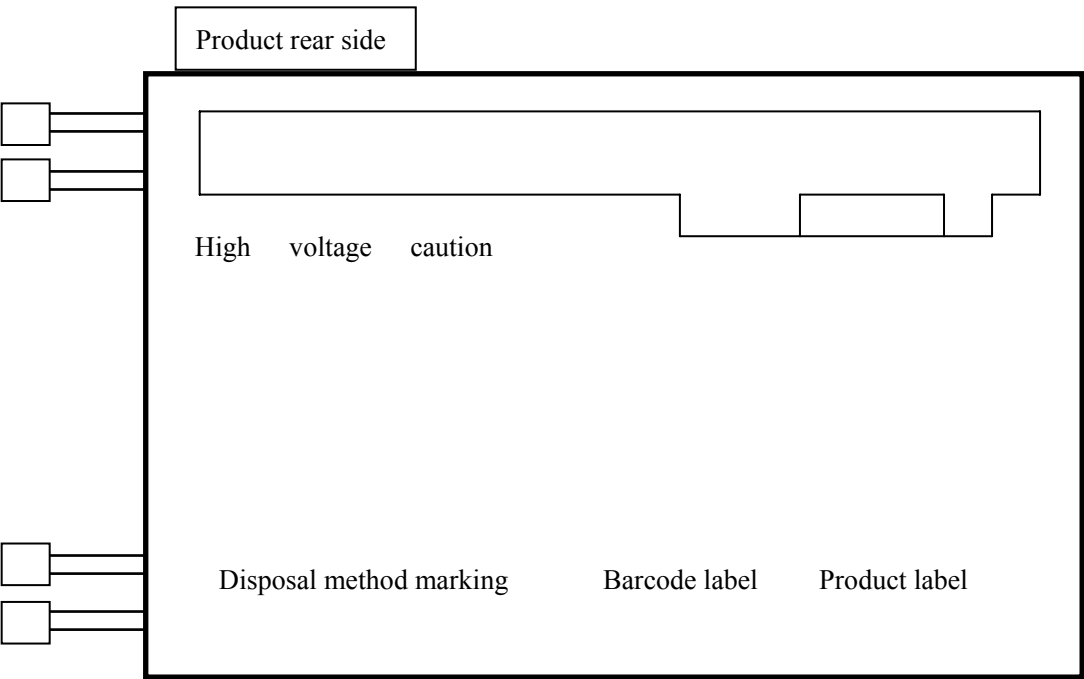 Product rear side
High voltage caution
Disposal method marking Barcode label Product label